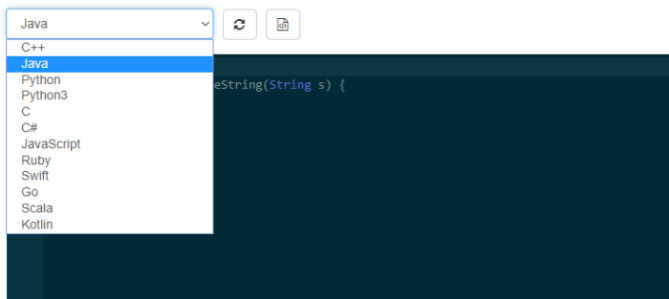 Java
C++
Java
Python
Python3
eString(String s) {
C
C#
JavaScript
Ruby
Swift
Go
Scala
Kotlin